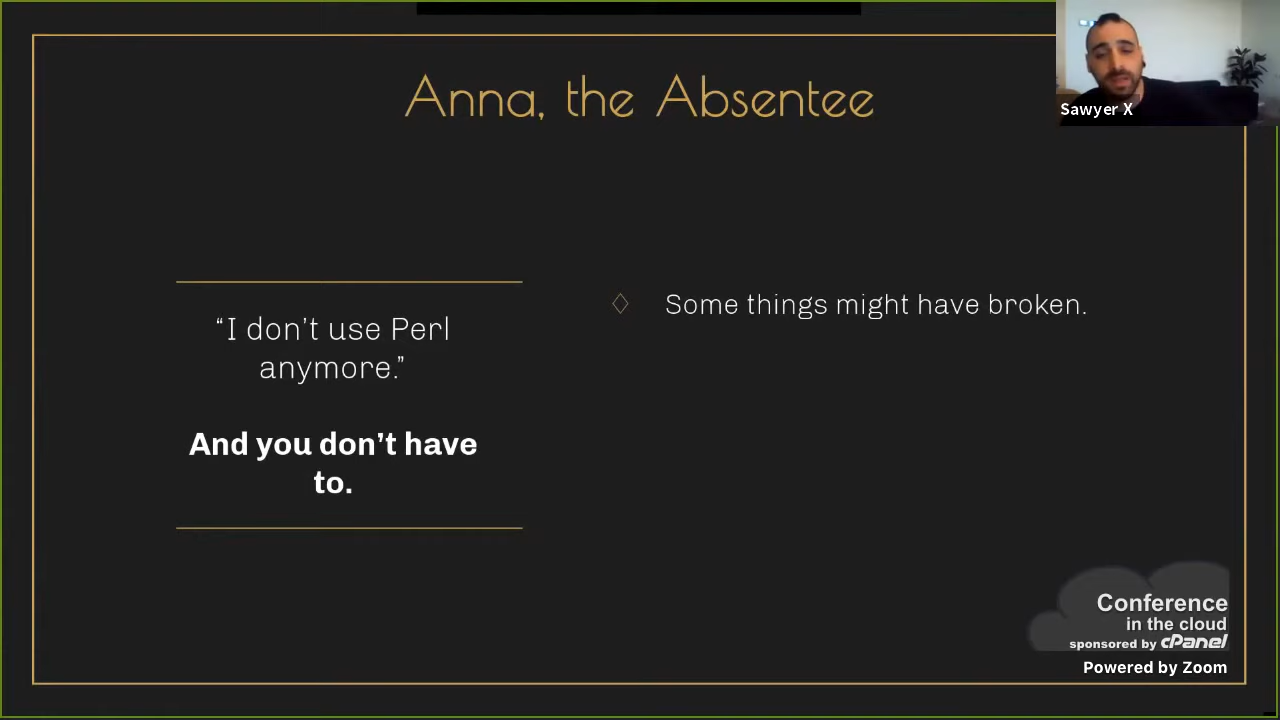 Anna, the Absentee
Sawyer X
“I don’t use Perl
anymore.”
And you don’t have
to.
♢ Some things might have broken.
Conference
in the cloud
sponsored by cPanel
Powered by Zoom